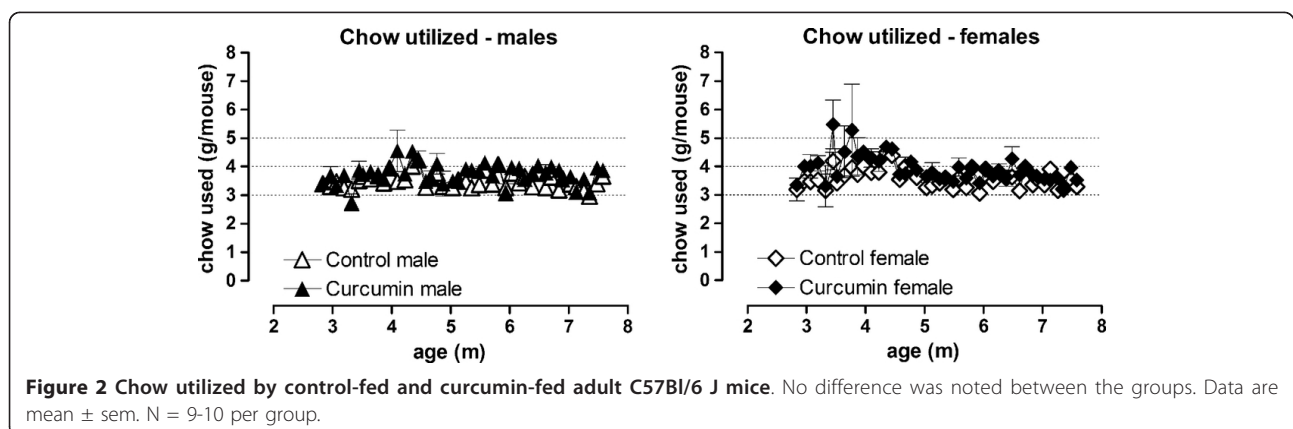 Chow utilized - males
chow used (g/mouse)
8
7
6
5
4
3
2
1
0
Control male
Curcumin male
2 3 4 5 6 7 8
age (m)
Chow utilized - females
chow used (g/mouse)
8
7
6
5
4
3
2
1
0
Control female
Curcumin female
2 3 4 5 6 7 8
age (m)
Figure 2 Chow utilized by control-fed and curcumin-fed adult C57Bl/6 J mice. No difference was noted between the groups. Data are
mean ± sem. N = 9-10 per group.